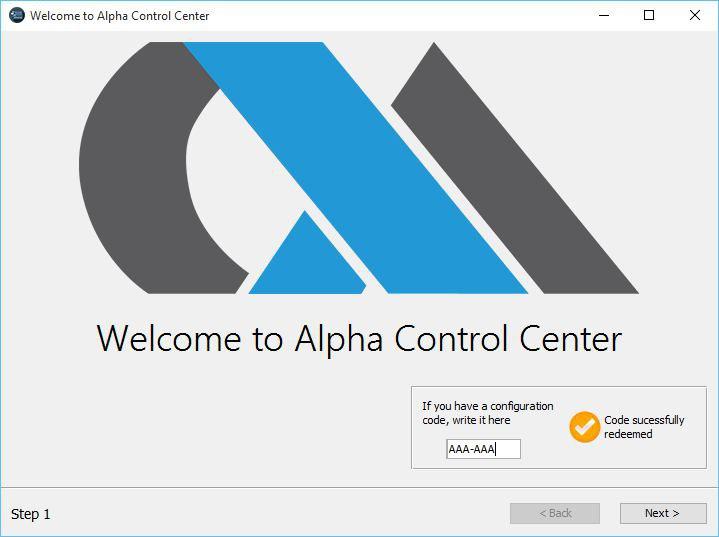 Welcome to Alpha Control Center
Welcome to Alpha Control Center
If you have a configuration
code, write it here
AAA-AAA
Code sucessfully
redeemed
Step 1
< Back
Next >